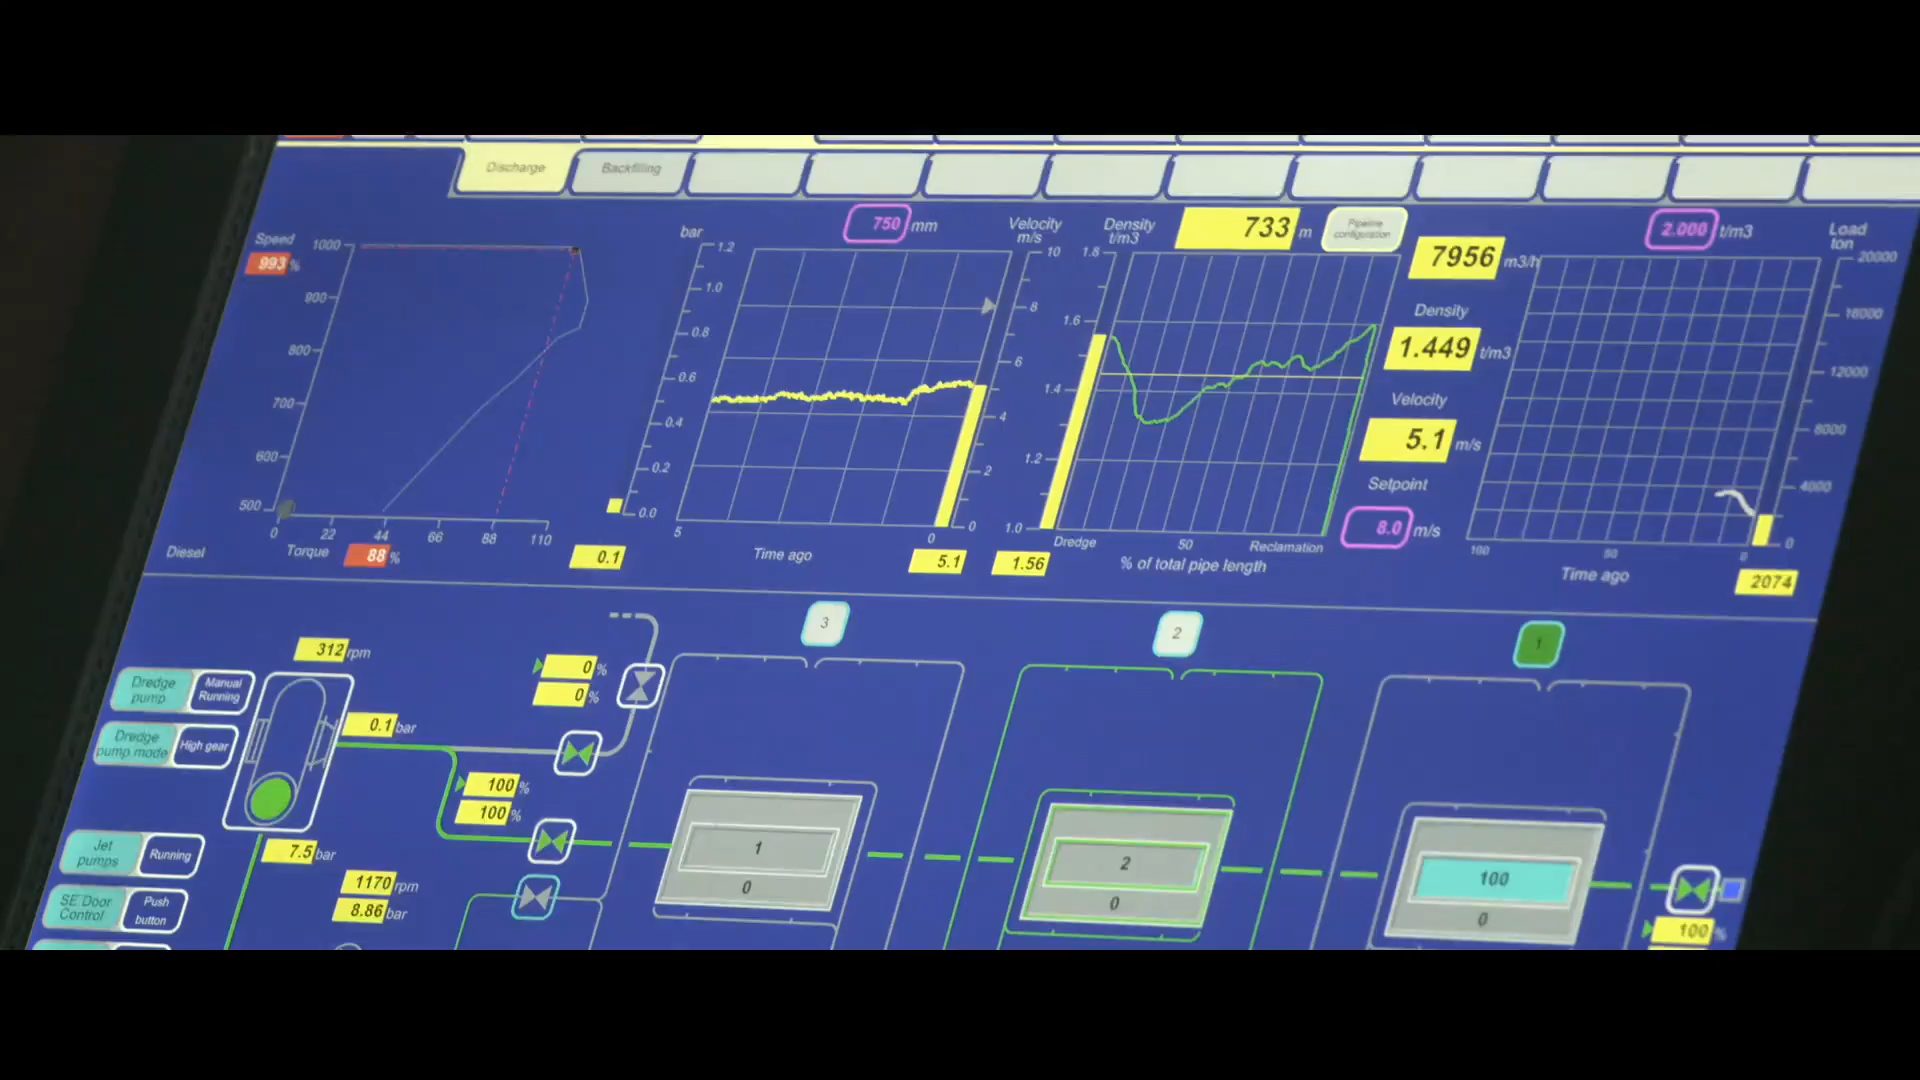 Discharge
Backfilling
Speed
993 %
1000
900
800
700
600
500
0 22 44 66 88 110
Diesel
Torque 88 %
bar
1.2
1.0
0.8
0.6
0.4
0.2
0.0
0.1
750 mm
Velocity
m/s
10
8
6
4
2
0
5 0
Time ago
5.1
Density
t/m3
1.8
1.6
1.4
1.2
1.0
1.56
733 m
Pipeline
configuration
Dredge 50 Reclamation
% of total pipe length
7956 m3/h
Density
1.449 t/m3
Velocity
5.1 m/s
Setpoint
8.0 m/s
2.000 t/m3
Load
ton
20000
16000
12000
8000
4000
0
100 50 0
Time ago
2074
3
2
1
312 rpm
Dredge
pump
Manual
Running
Dredge
pump mode
High gear
0.1 bar
0 %
0 %
100 %
100 %
7.5 bar
Jet
pumps
Running
1170 rpm
8.86 bar
SE Door
Control
Push
button
1
0
2
0
100
0
100 %